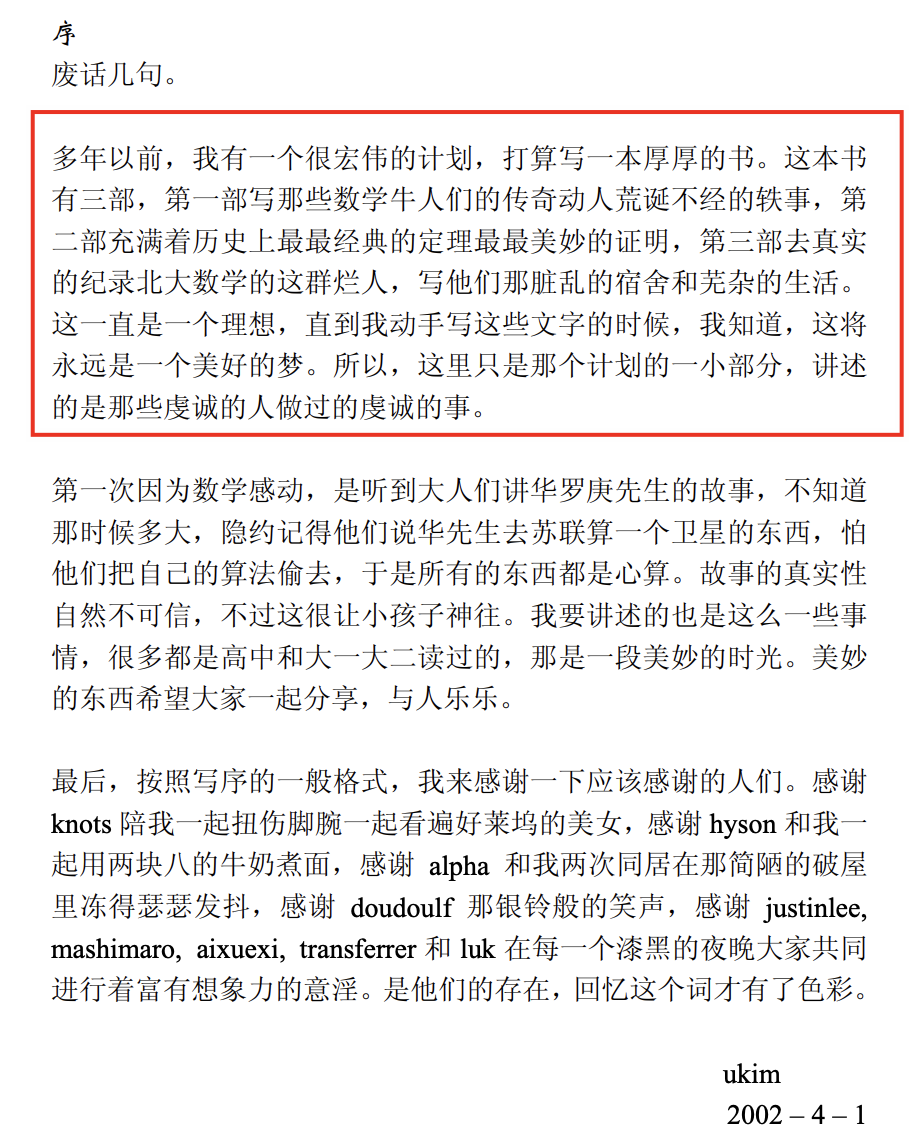 序
废话几句。
多年以前，我有一个很宏伟的计划，打算写一本厚厚的书。这本书
有三部，第一部写那些数学牛人们的传奇动人荒诞不经的轶事，第
二部充满着历史上最最经典的定理最最美妙的证明，第三部去真实
的纪录北大数学的这群烂人，写他们那脏乱的宿舍和芜杂的生活。
这一直是一个理想，直到我动手写这些文字的时候，我知道，这将
永远是一个美好的梦。所以，这里只是那个计划的一小部分，讲述
的是那些虔诚的人做过的虔诚的事。
第一次因为数学感动，是听到大人们讲华罗庚先生的故事，不知道
那时候多大，隐约记得他们说华先生去苏联算一个卫星的东西，怕
他们把自己的算法偷去，于是所有的东西都是心算。故事的真实性
自然不可信，不过这很让小孩子神往。我要讲述的也是这么一些事
情，很多都是高中和大一大二读过的，那是一段美妙的时光。美妙
的东西希望大家一起分享，与人乐乐。
最后，按照写序的一般格式，我来感谢一下应该感谢的人们。感谢
knots 陪我一起扭伤脚腕一起看遍好莱坞的美女，感谢 hyson 和我一
起用两块八的牛奶煮面，感谢 alpha 和我两次同居在那简陋的破屋
里冻得瑟瑟发抖，感谢 doudoulf 那银铃般的笑声，感谢 justinlee,
mashimaro, aixuexi, transferrer 和 luk 在每一个漆黑的夜晚大家共同
进行着富有想象力的意淫。是他们的存在，回忆这个词才有了色彩。
ukim
2002 – 4 – 1